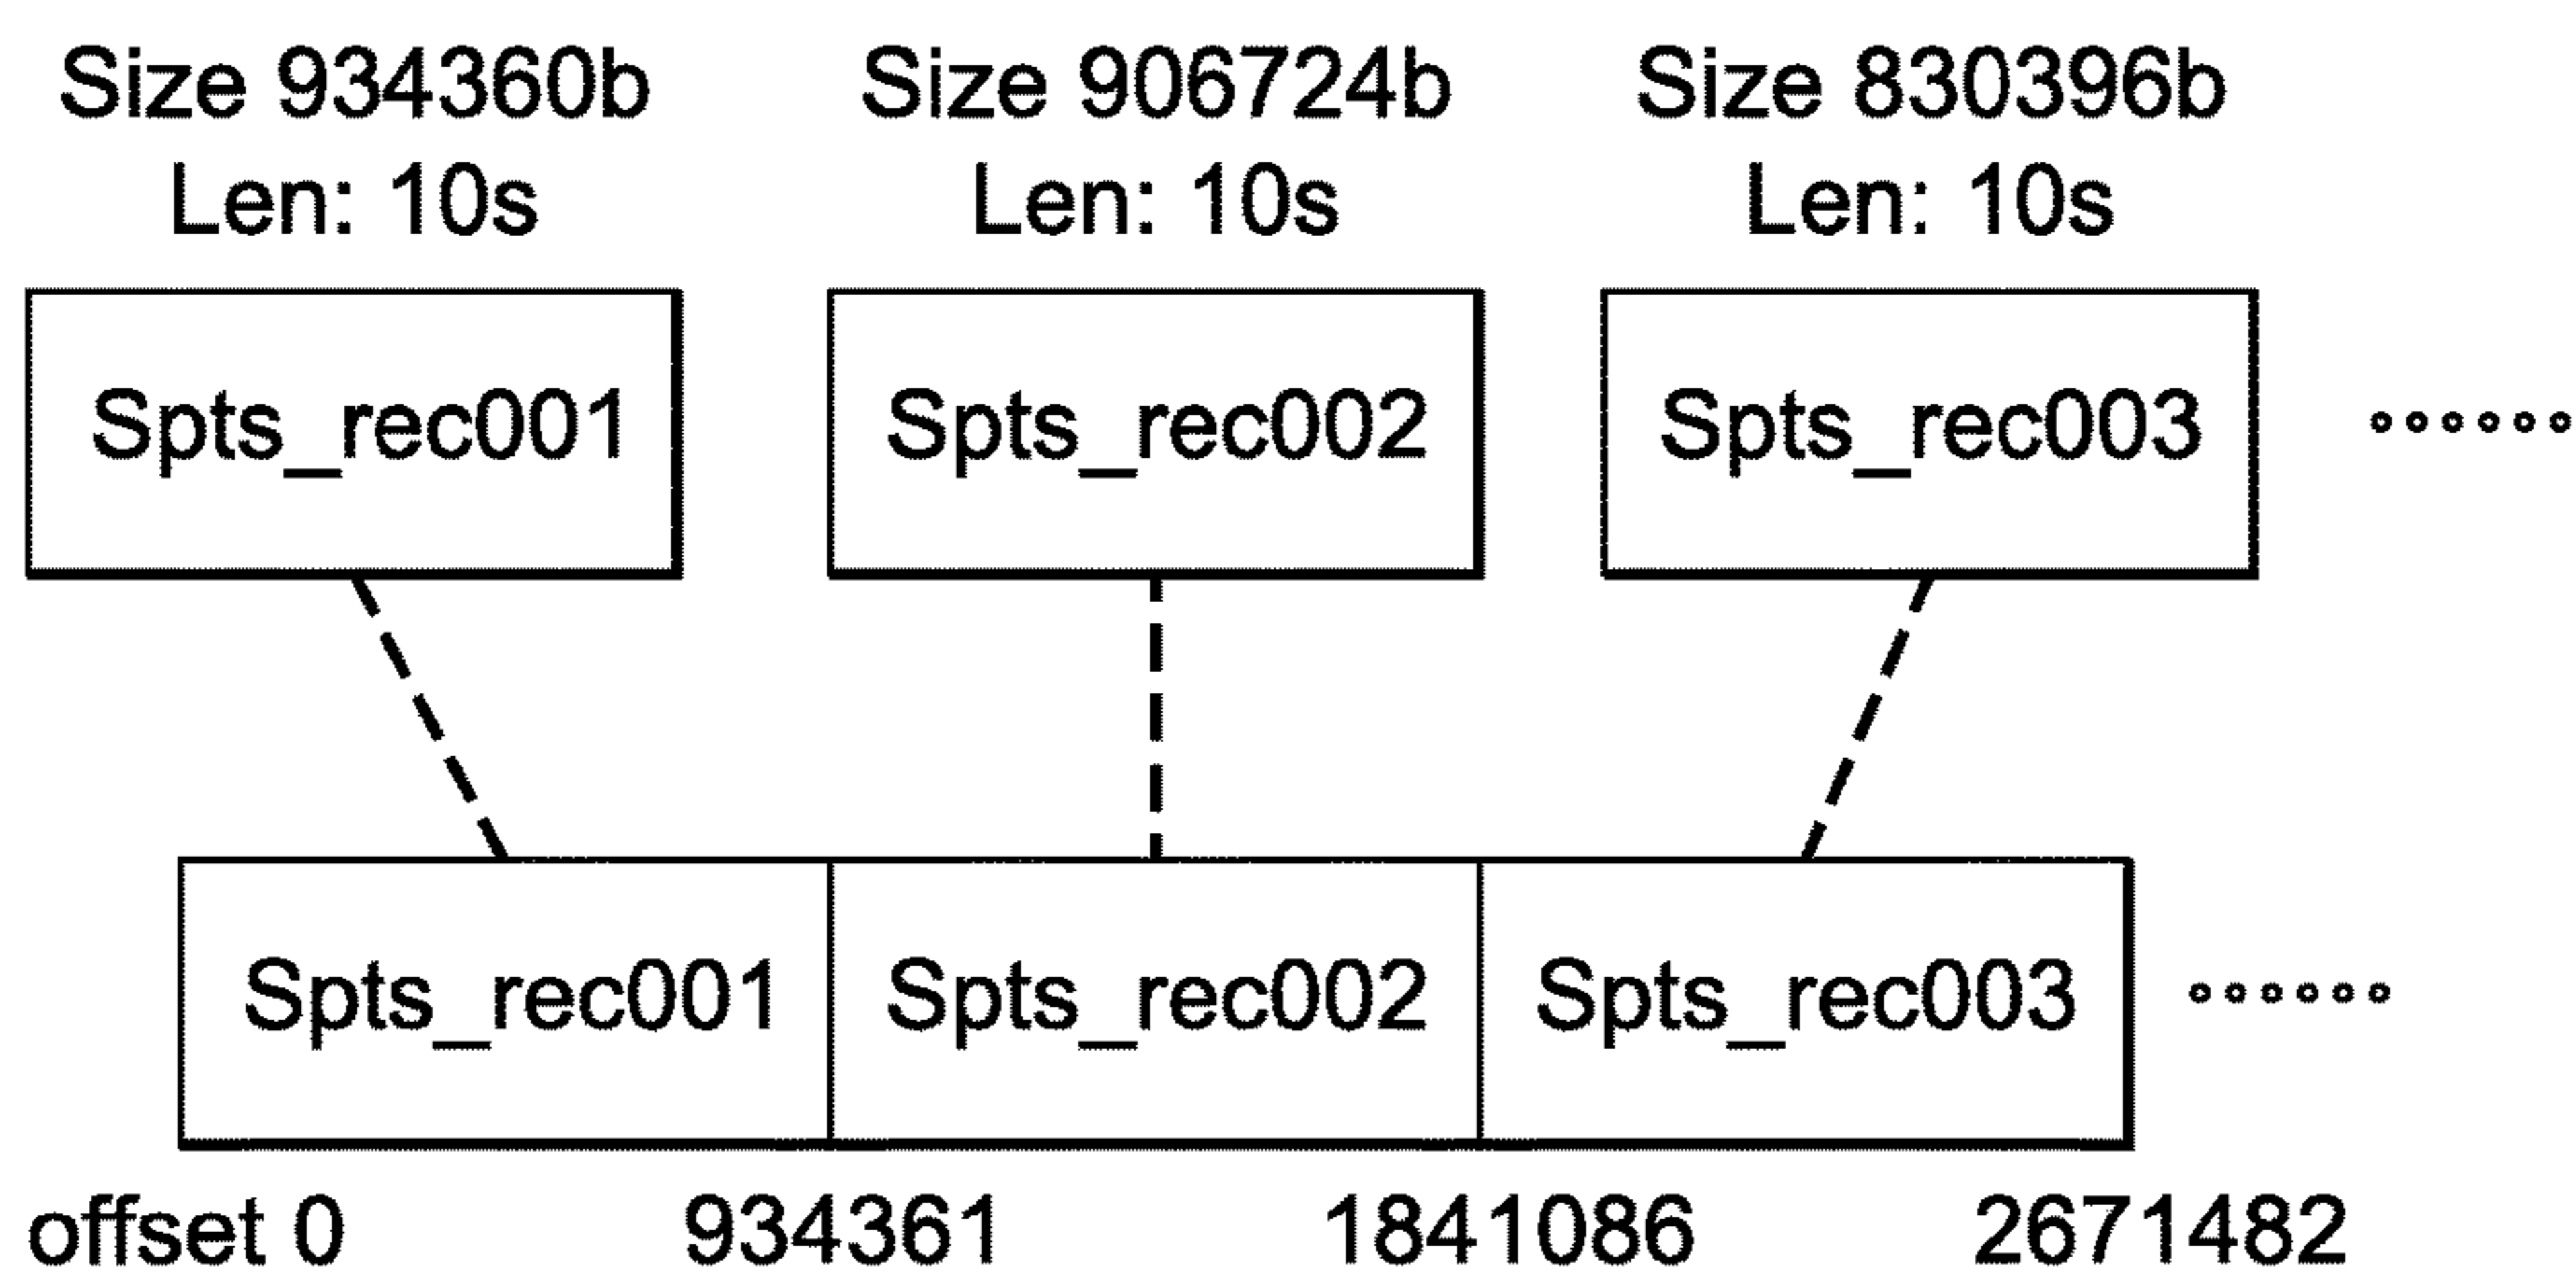 Size 934360b Size 906724b Size 830396b
Len: 10s Len: 10s Len: 10s
Spts_rec001 Spts_rec002 Spts_rec003
Spts_rec001 Spts_rec002 Spts_rec003
offset 0 934361 1841086 2671482